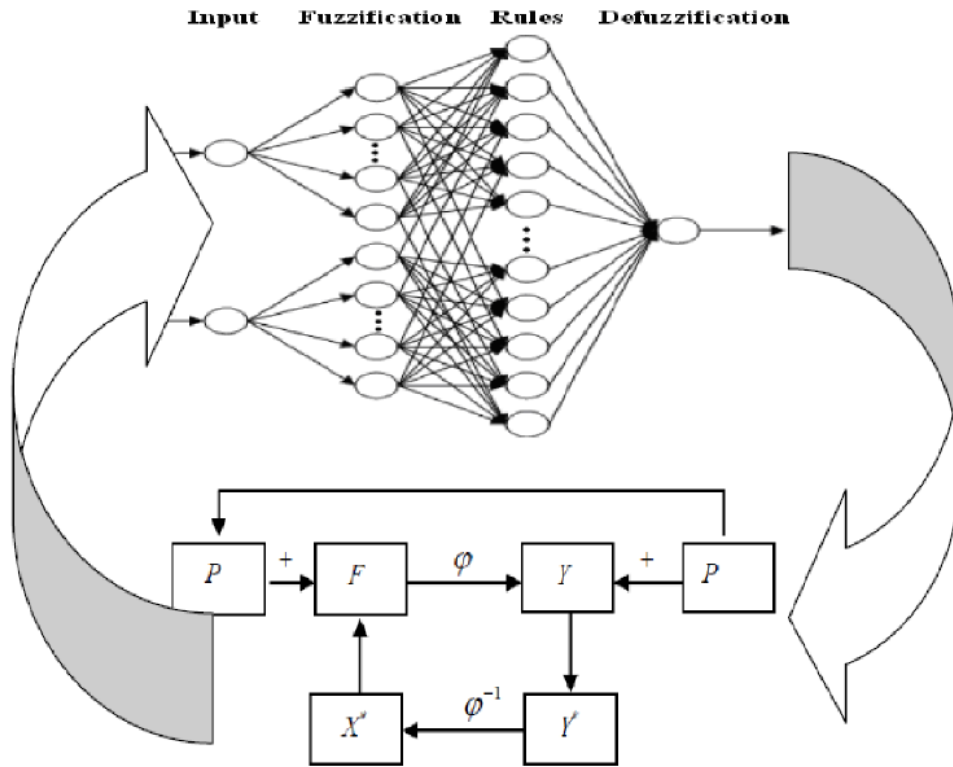 Input Fuzzification Rules Defuzzification
P + F φ Y + P
X* φ⁻¹ Y*